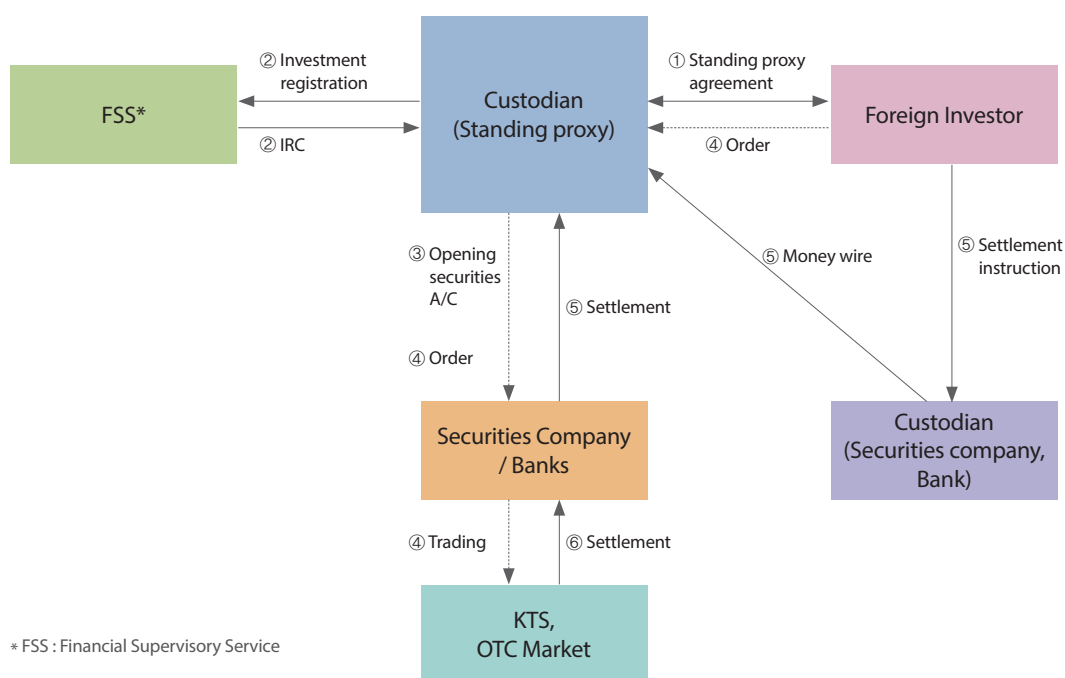 ② Investment
registration
① Standing proxy
agreement
FSS*
Custodian
(Standing proxy)
Foreign Investor
② IRC
④ Order
③ Opening
securities
A/C
⑤ Money wire
⑤ Settlement
instruction
⑤ Settlement
④ Order
Securities Company
/ Banks
Custodian
(Securities company,
Bank)
④ Trading
⑥ Settlement
KTS,
OTC Market
* FSS : Financial Supervisory Service